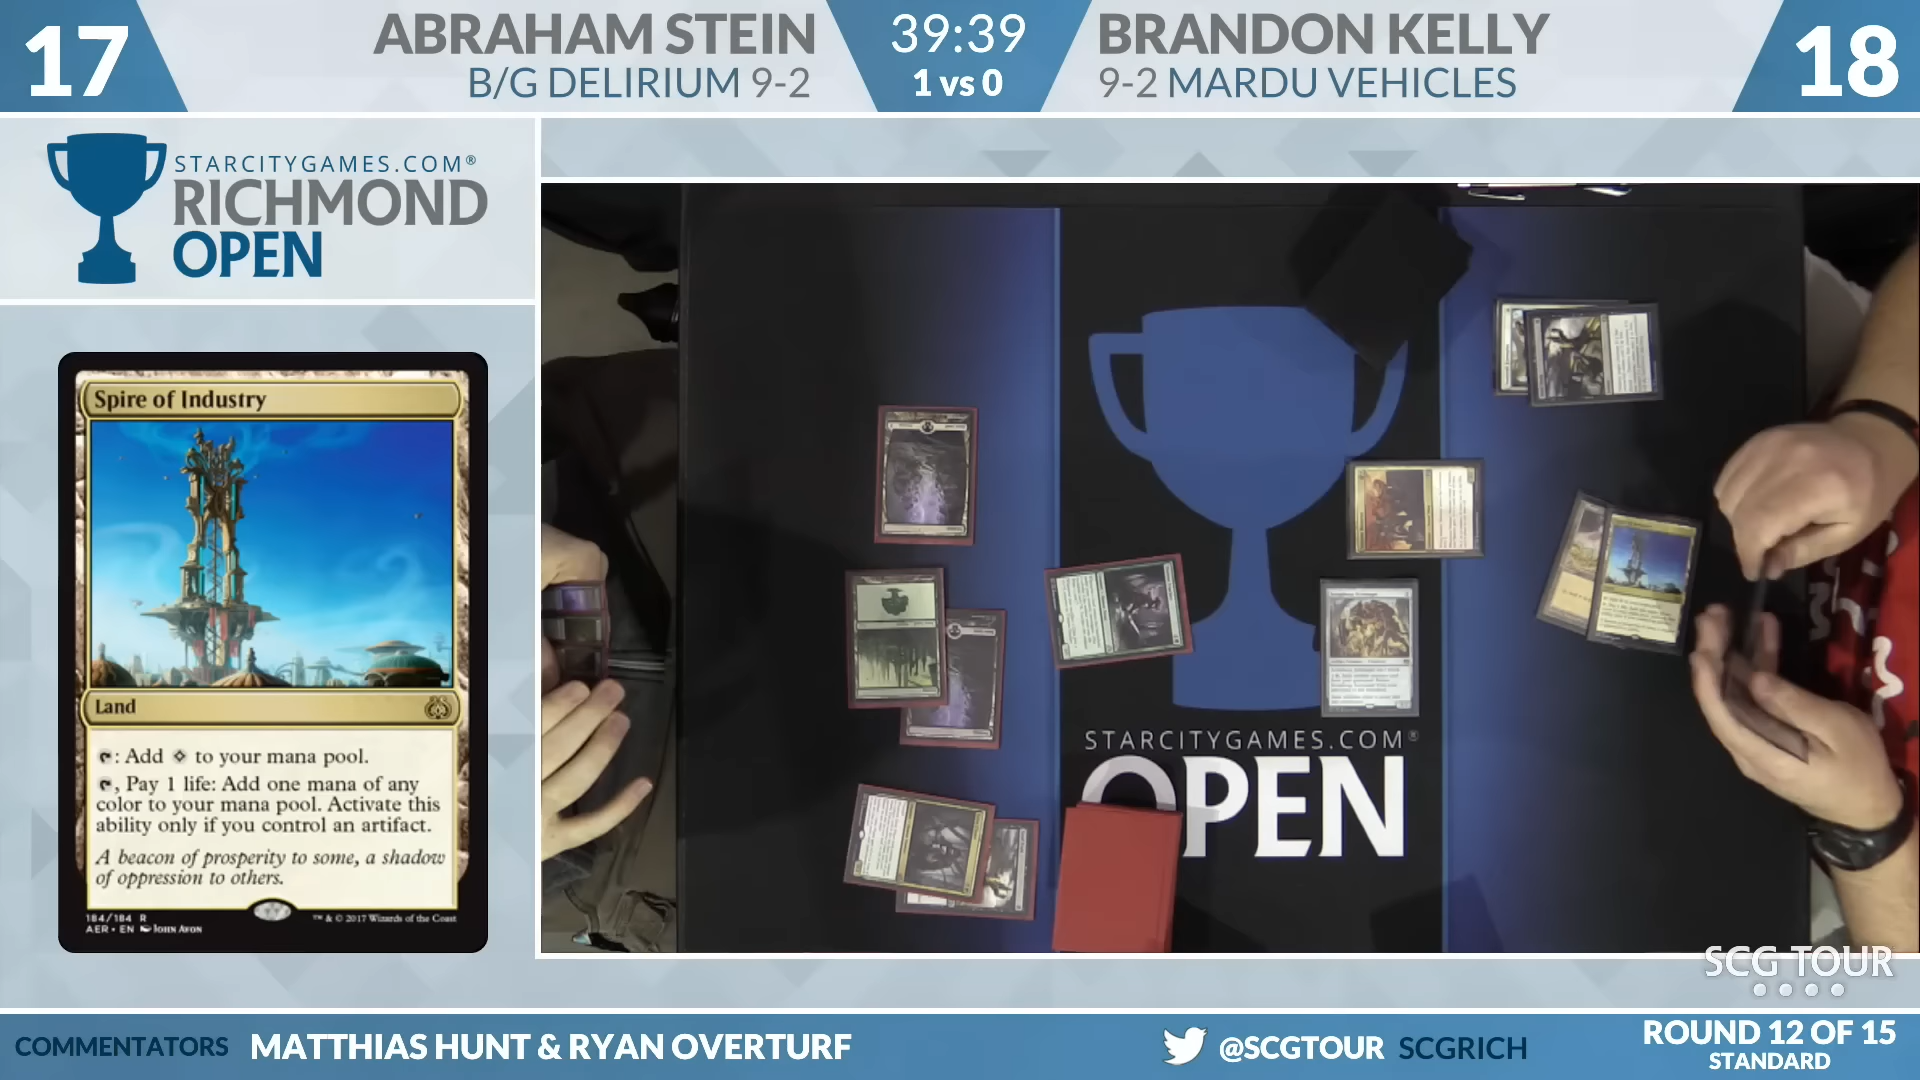 17
ABRAHAM STEIN
B/G DELIRIUM 9-2
39:39
1 vs 0
BRANDON KELLY
9-2 MARDU VEHICLES
18
STARCITYGAMES.COM®
RICHMOND
OPEN
Spire of Industry
Land
: Add to your mana pool.
, Pay 1 life: Add one mana of any
color to your mana pool. Activate this
ability only if you control an artifact.
A beacon of prosperity to some, a shadow
of oppression to others.
184/184 R
AER • EN JOHN AVON
™ & © 2017 Wizards of the Coast
STARCITYGAMES.COM®
OPEN
SCG TOUR
COMMENTATORS MATTHIAS HUNT & RYAN OVERTURF
@SCGTOUR SCGRICH
ROUND 12 OF 15
STANDARD